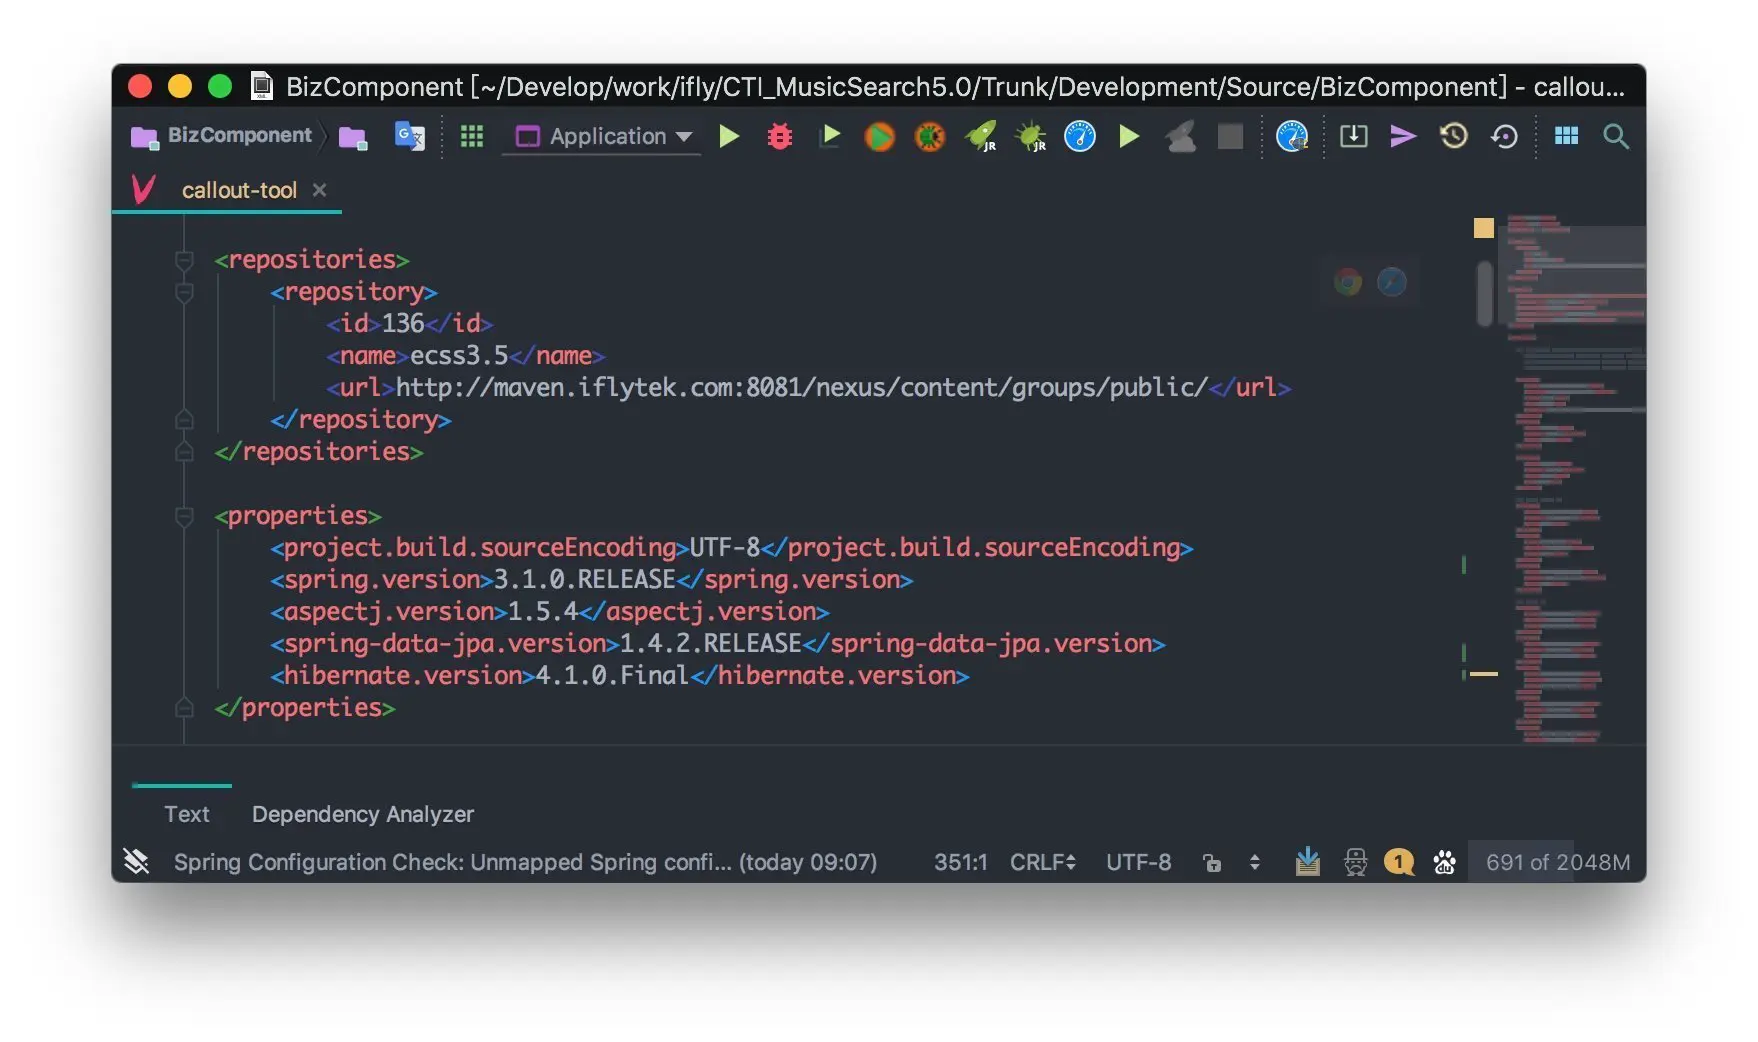 BizComponent [~/Develop/work/ifly/CTI_MusicSearch5.0/Trunk/Development/Source/BizComponent] - callou...
BizComponent
G
Application
JR
JR
callout-tool
<repositories>
<repository>
<id>136</id>
<name>ecss3.5</name>
<url>http://maven.iflytek.com:8081/nexus/content/groups/public/</url>
</repository>
</repositories>
<properties>
<project.build.sourceEncoding>UTF-8</project.build.sourceEncoding>
<spring.version>3.1.0.RELEASE</spring.version>
<aspectj.version>1.5.4</aspectj.version>
<spring-data-jpa.version>1.4.2.RELEASE</spring-data-jpa.version>
<hibernate.version>4.1.0.Final</hibernate.version>
</properties>
Text Dependency Analyzer
Spring Configuration Check: Unmapped Spring confi... (today 09:07) 351:1 CRLF UTF-8 1 691 of 2048M